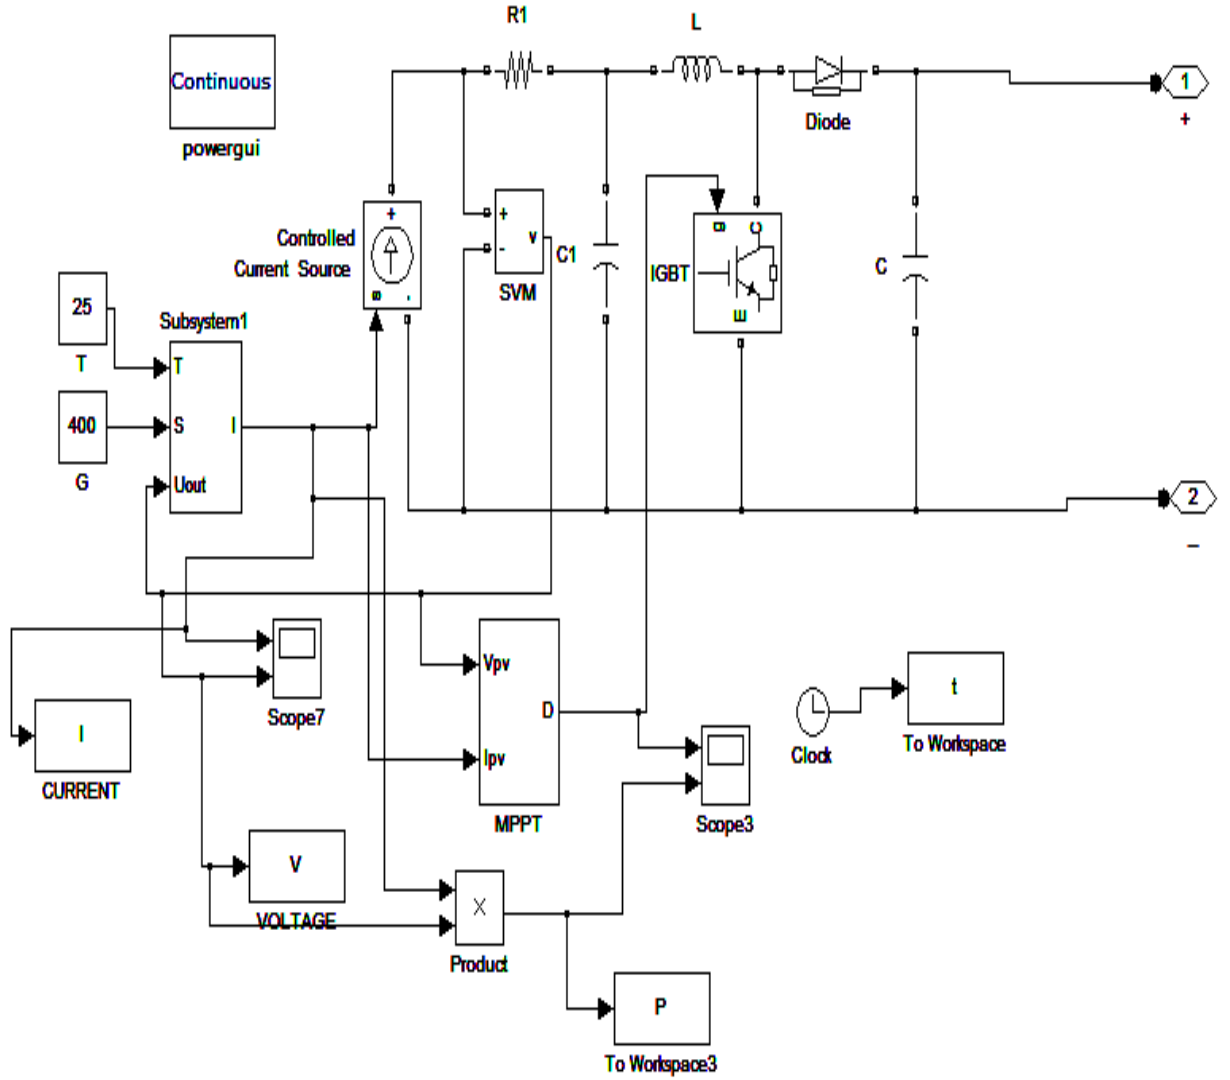 R1
L
Continuous
powergui
Diode
1
+
Controlled
Current Source
+
s
-
+
-
v
SVM
C1
g
C
IGBT
E
C
25
T
Subsystem1
T
S
I
Uout
400
G
2
–
Scope7
Vpv
D
Ipv
MPPT
I
CURRENT
Scope3
Clock
t
To Workspace
V
VOLTAGE
X
Product
P
To Workspace3